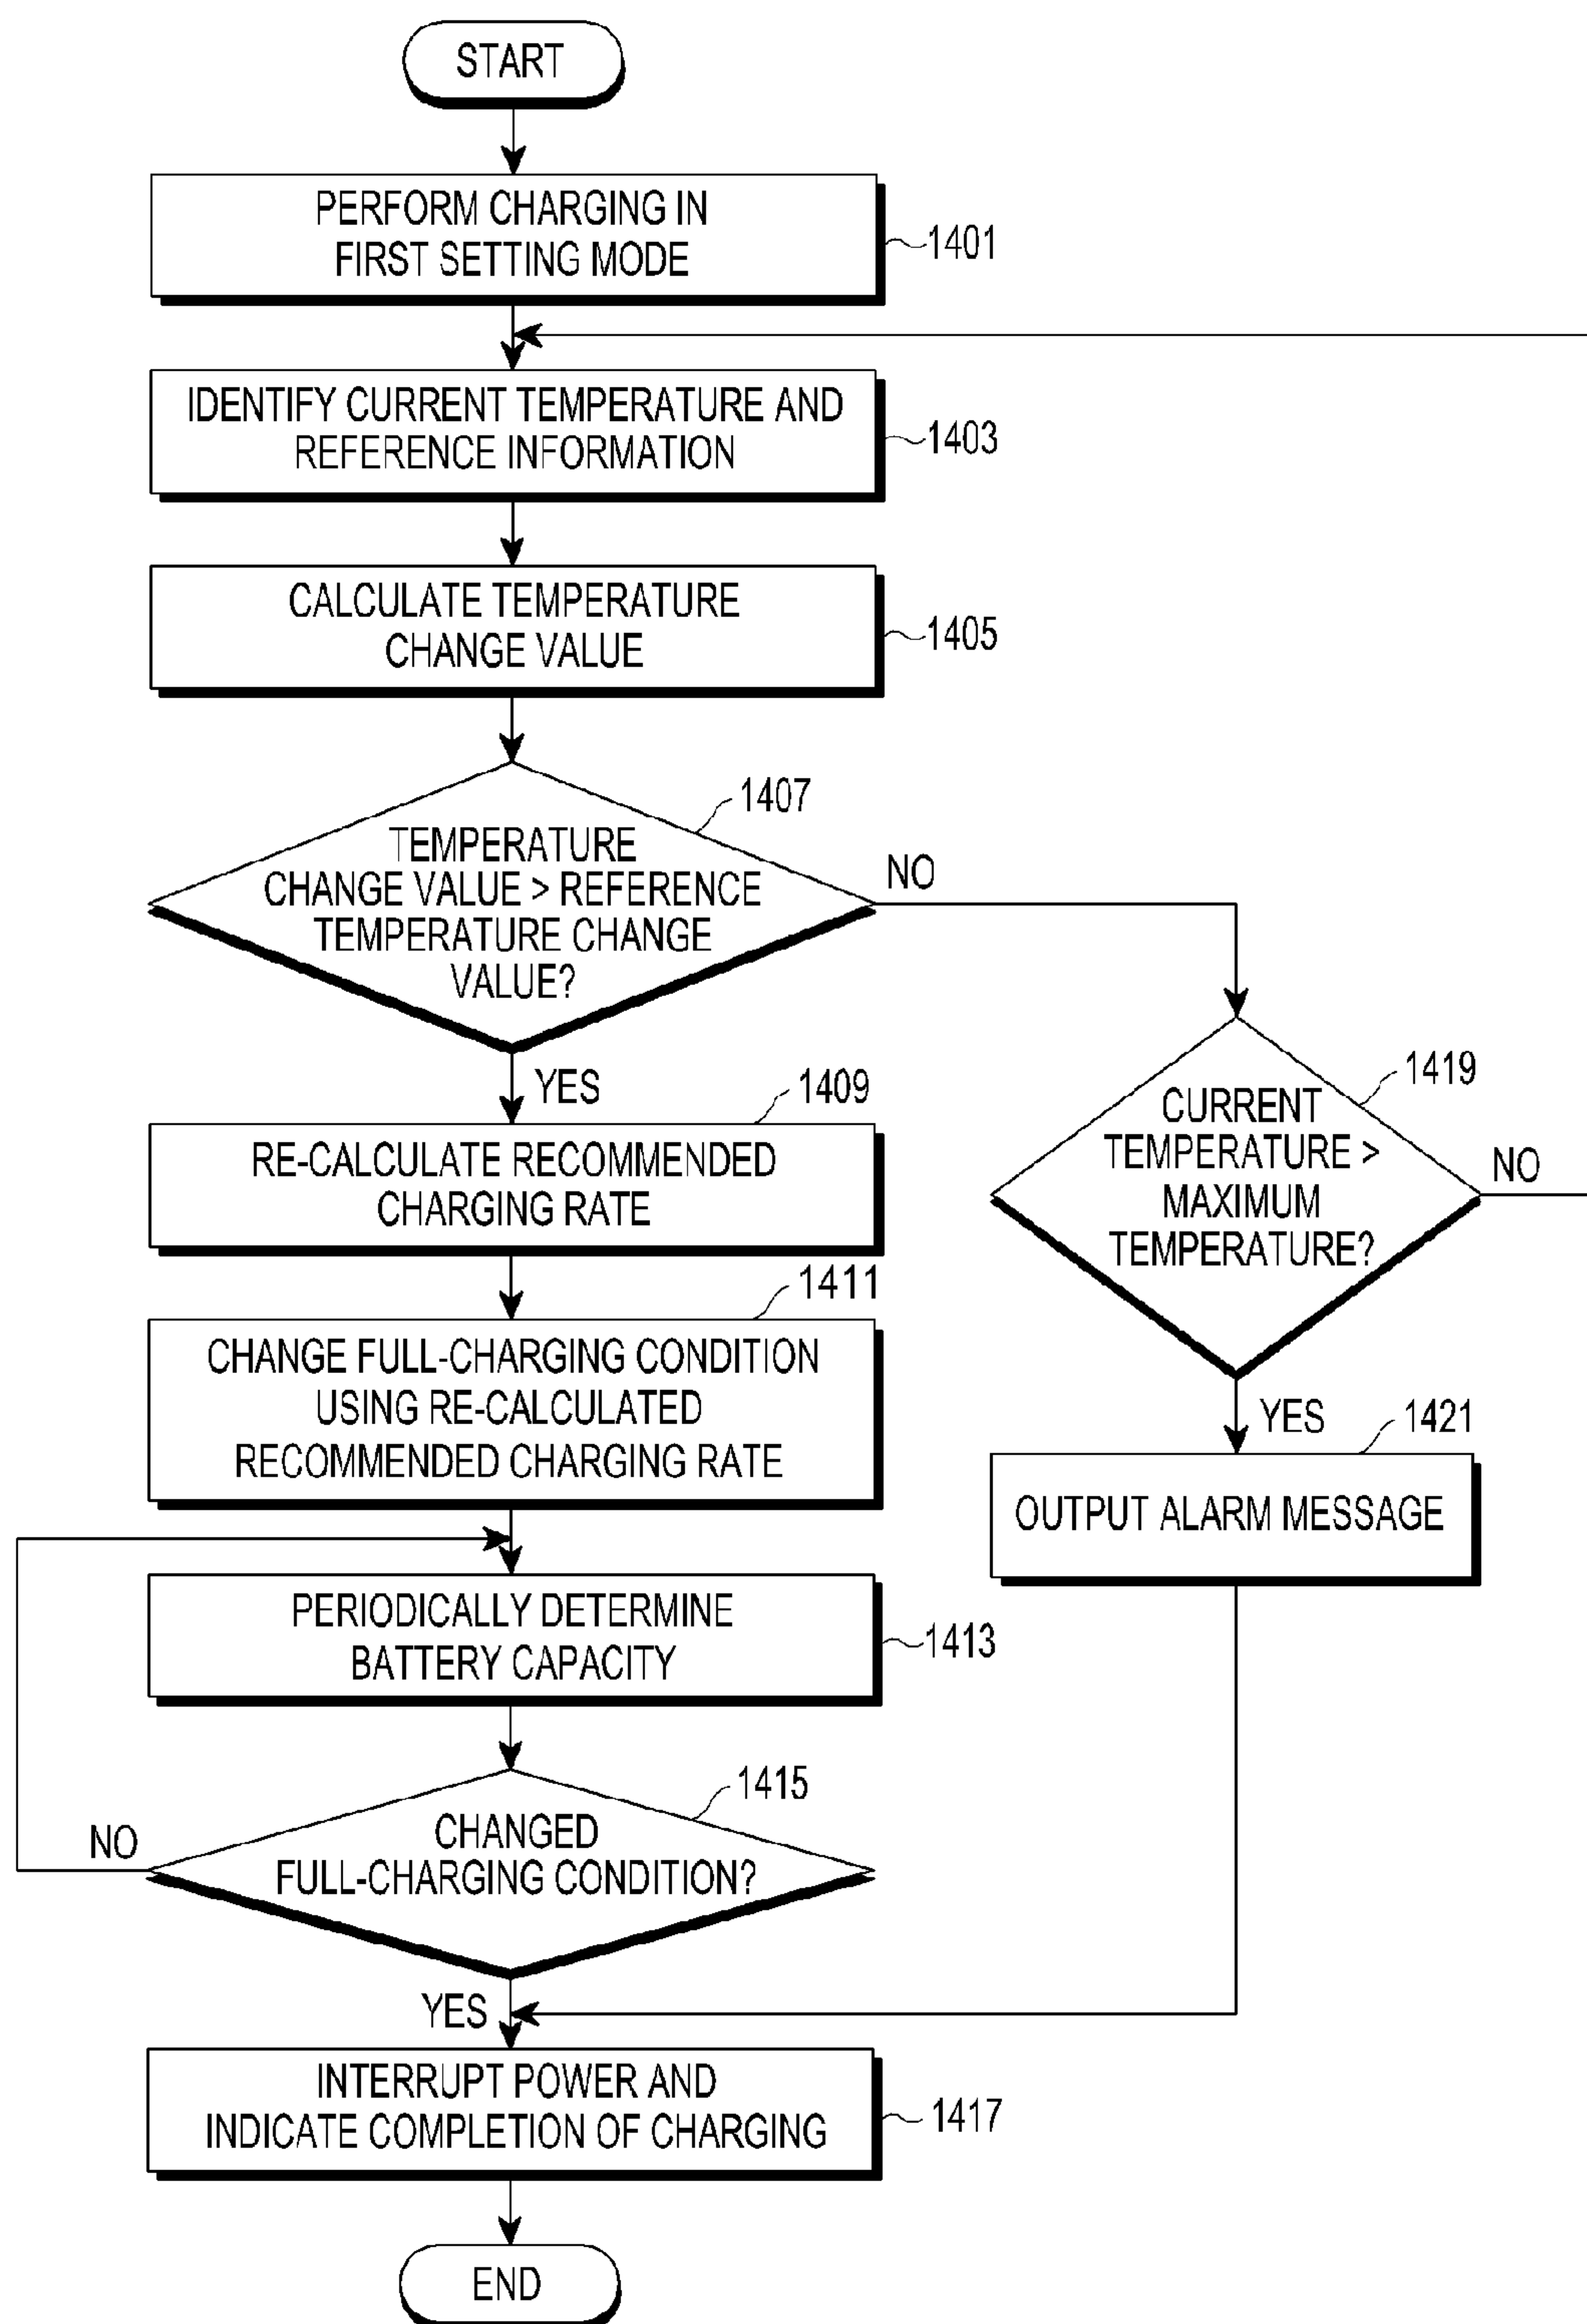 START
PERFORM CHARGING IN
FIRST SETTING MODE
1401
IDENTIFY CURRENT TEMPERATURE AND
REFERENCE INFORMATION
1403
CALCULATE TEMPERATURE
CHANGE VALUE
1405
1407
TEMPERATURE
CHANGE VALUE > REFERENCE
TEMPERATURE CHANGE
VALUE?
NO
YES
1409
RE-CALCULATE RECOMMENDED
CHARGING RATE
1411
CHANGE FULL-CHARGING CONDITION
USING RE-CALCULATED
RECOMMENDED CHARGING RATE
PERIODICALLY DETERMINE
BATTERY CAPACITY
1413
1415
CHANGED
FULL-CHARGING CONDITION?
NO
YES
1419
CURRENT
TEMPERATURE >
MAXIMUM
TEMPERATURE?
NO
YES
1421
OUTPUT ALARM MESSAGE
INTERRUPT POWER AND
INDICATE COMPLETION OF CHARGING
1417
END